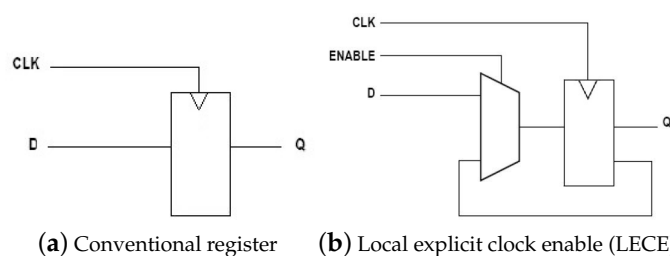 CLK
D
Q
CLK
ENABLE
D
Q
(a) Conventional register
(b) Local explicit clock enable (LECE